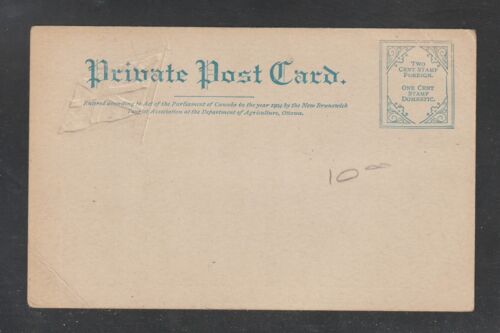 Private Post Card.
Entered according to Act of the Parliament of Canada in the year 1904 by the New Brunswick
Tourist Association at the Department of Agriculture, Ottawa.
TWO
CENT STAMP
FOREIGN.
ONE CENT
STAMP
DOMESTIC.
10